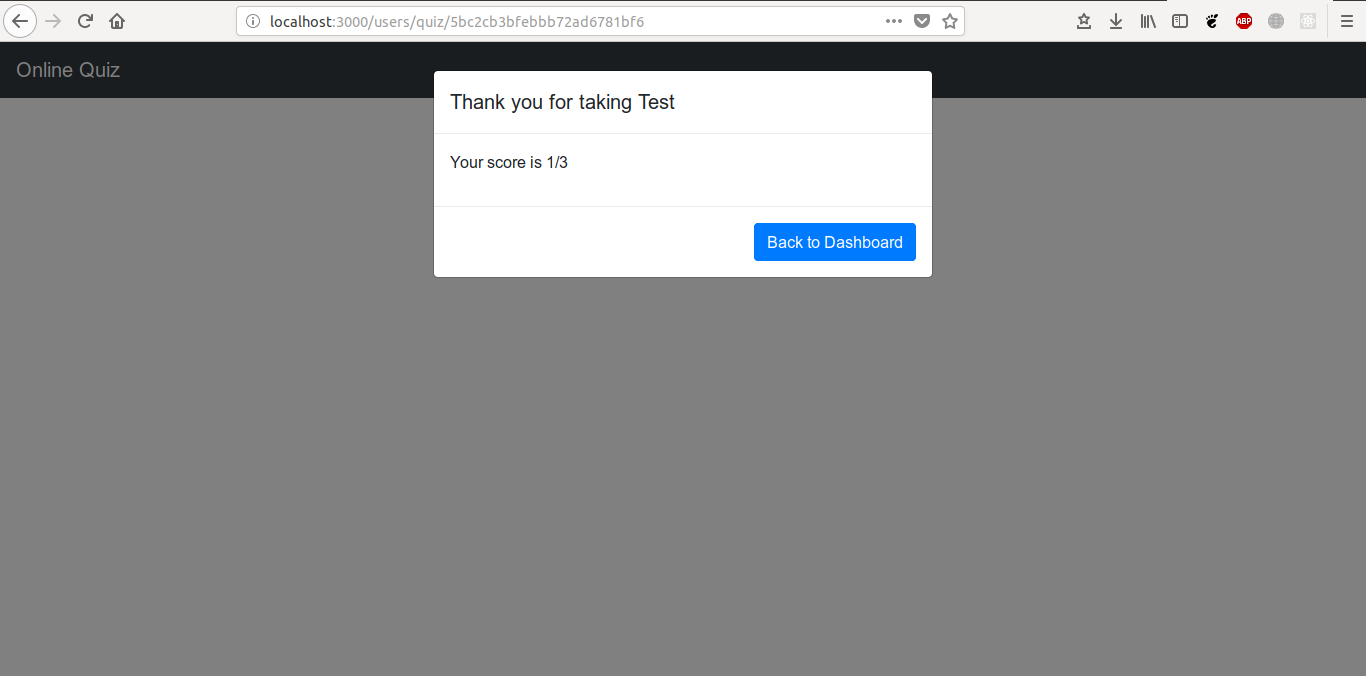 localhost:3000/users/quiz/5bc2cb3bfebbb72ad6781bf6
ABP
Online Quiz
Thank you for taking Test
Your score is 1/3
Back to Dashboard